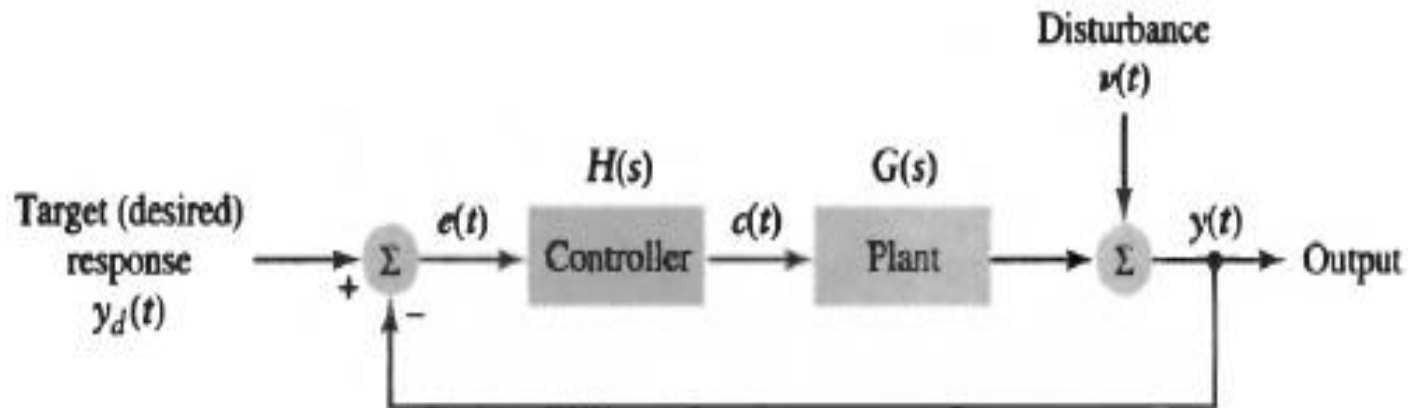 Disturbance
ν(t)
H(s)
G(s)
Target (desired)
response
y_d(t)
+
Σ
−
e(t)
Controller
c(t)
Plant
Σ
y(t)
Output